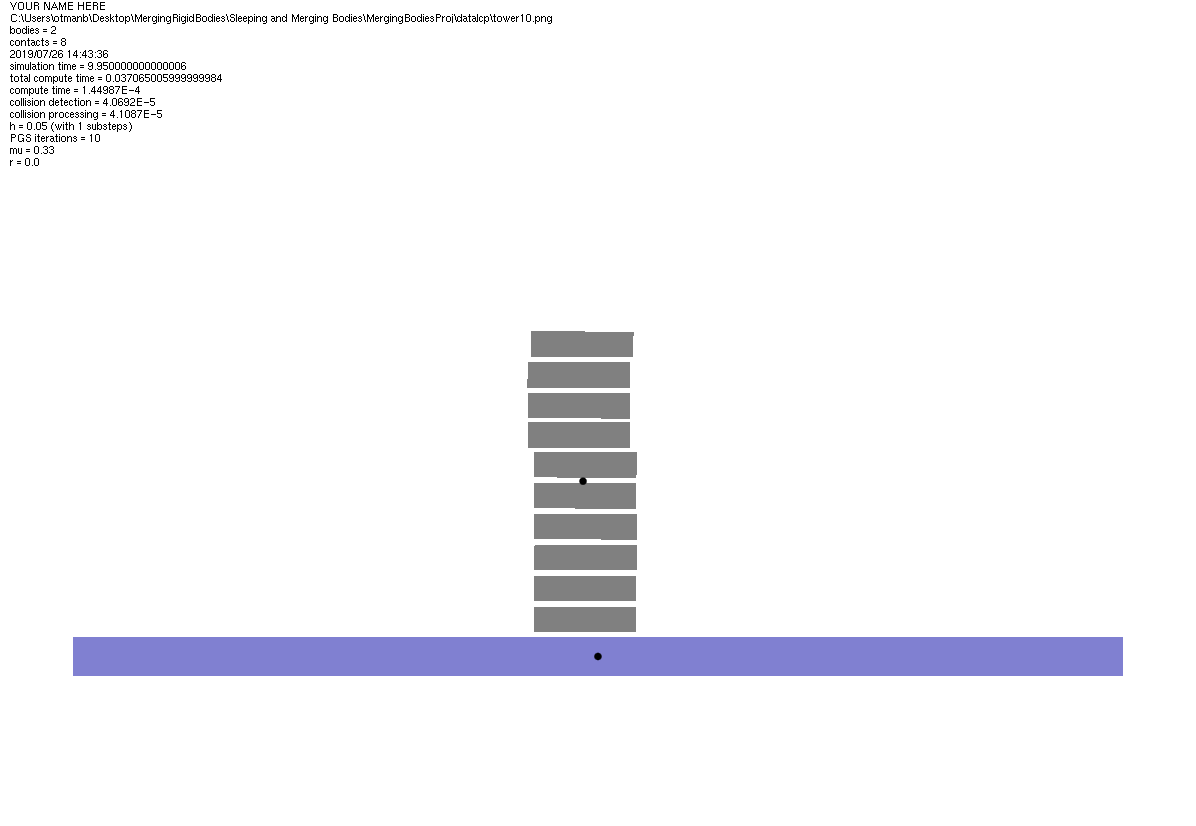 YOUR NAME HERE
C:\Users\otmanb\Desktop\MergingRigidBodies\Sleeping and Merging Bodies\MergingBodiesProj\datalcp\tower10.png
bodies = 2
contacts = 8
2019/07/26 14:43:36
simulation time = 9.950000000000006
total compute time = 0.037065005999999984
compute time = 1.44987E-4
collision detection = 4.0692E-5
collision processing = 4.1087E-5
h = 0.05 (with 1 substeps)
PGS iterations = 10
mu = 0.33
r = 0.0